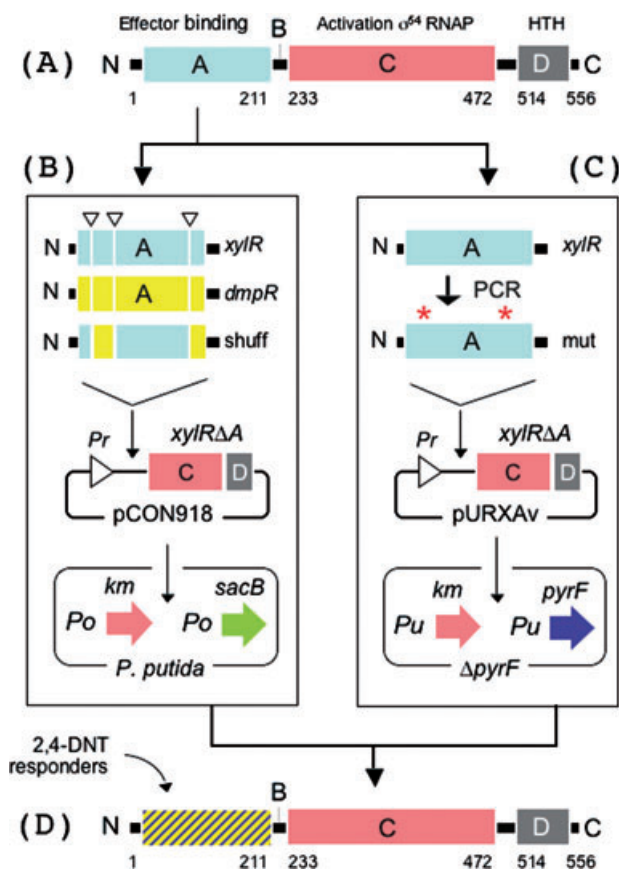 Effector binding B Activation σ⁵⁴ RNAP HTH
(A) N A C D C
1 211 233 472 514 556
(B) (C)
N A xylR
N A dmpR
N shuff
Pr xylRΔA
C D
pCON918
km sacB
Po Po
P. putida
N A xylR
PCR
* *
N A mut
Pr xylRΔA
C D
pURXAv
km pyrF
Pu Pu
ΔpyrF
2,4-DNT
responders
B
(D) N C D C
1 211 233 472 514 556